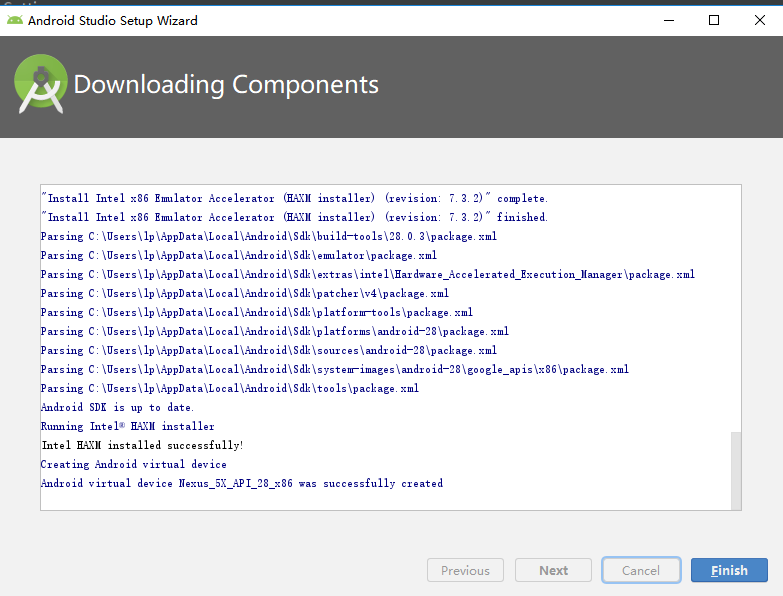 Android Studio Setup Wizard
Downloading Components
"Install Intel x86 Emulator Accelerator (HAXM installer) (revision: 7.3.2)" complete.
"Install Intel x86 Emulator Accelerator (HAXM installer) (revision: 7.3.2)" finished.
Parsing C:\Users\lp\AppData\Local\Android\Sdk\build-tools\28.0.3\package.xml
Parsing C:\Users\lp\AppData\Local\Android\Sdk\emulator\package.xml
Parsing C:\Users\lp\AppData\Local\Android\Sdk\extras\intel\Hardware_Accelerated_Execution_Manager\package.xml
Parsing C:\Users\lp\AppData\Local\Android\Sdk\patcher\v4\package.xml
Parsing C:\Users\lp\AppData\Local\Android\Sdk\platform-tools\package.xml
Parsing C:\Users\lp\AppData\Local\Android\Sdk\platforms\android-28\package.xml
Parsing C:\Users\lp\AppData\Local\Android\Sdk\sources\android-28\package.xml
Parsing C:\Users\lp\AppData\Local\Android\Sdk\system-images\android-28\google_apis\x86\package.xml
Parsing C:\Users\lp\AppData\Local\Android\Sdk\tools\package.xml
Android SDK is up to date.
Running Intel® HAXM installer
Intel HAXM installed successfully!
Creating Android virtual device
Android virtual device Nexus_5X_API_28_x86 was successfully created
Previous Next Cancel Finish